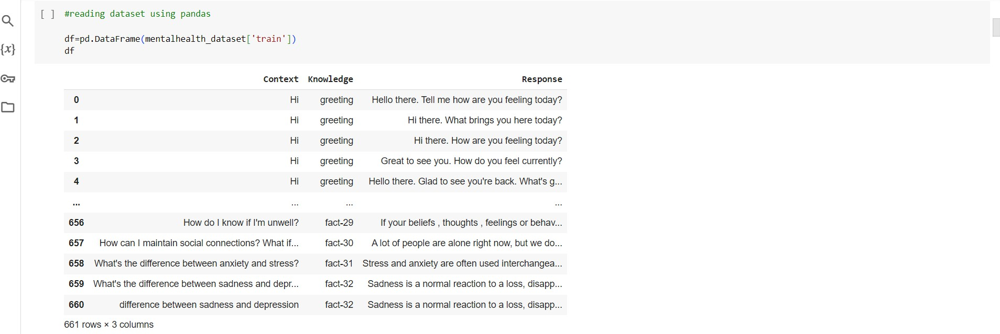 [ ] #reading dataset using pandas
df=pd.DataFrame(mentalhealth_dataset['train'])
df
{x}
Context Knowledge Response
0 Hi greeting Hello there. Tell me how are you feeling today?
1 Hi greeting Hi there. What brings you here today?
2 Hi greeting Hi there. How are you feeling today?
3 Hi greeting Great to see you. How do you feel currently?
4 Hi greeting Hello there. Glad to see you're back. What's g...
... ... ... ...
656 How do I know if I'm unwell? fact-29 If your beliefs , thoughts , feelings or behav...
657 How can I maintain social connections? What if... fact-30 A lot of people are alone right now, but we do...
658 What's the difference between anxiety and stress? fact-31 Stress and anxiety are often used interchangea...
659 What's the difference between sadness and depr... fact-32 Sadness is a normal reaction to a loss, disapp...
660 difference between sadness and depression fact-32 Sadness is a normal reaction to a loss, disapp...
661 rows × 3 columns